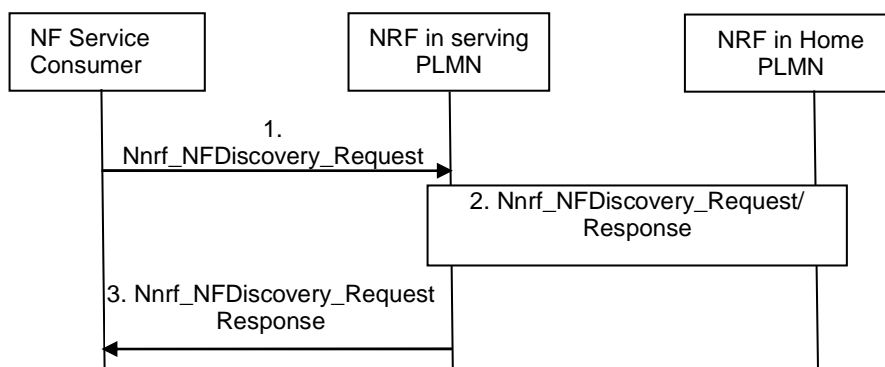 NF Service
Consumer
NRF in serving
PLMN
NRF in Home
PLMN
1.
Nnrf_NFDiscovery_Request
2. Nnrf_NFDiscovery_Request/
Response
3. Nnrf_NFDiscovery_Request
Response